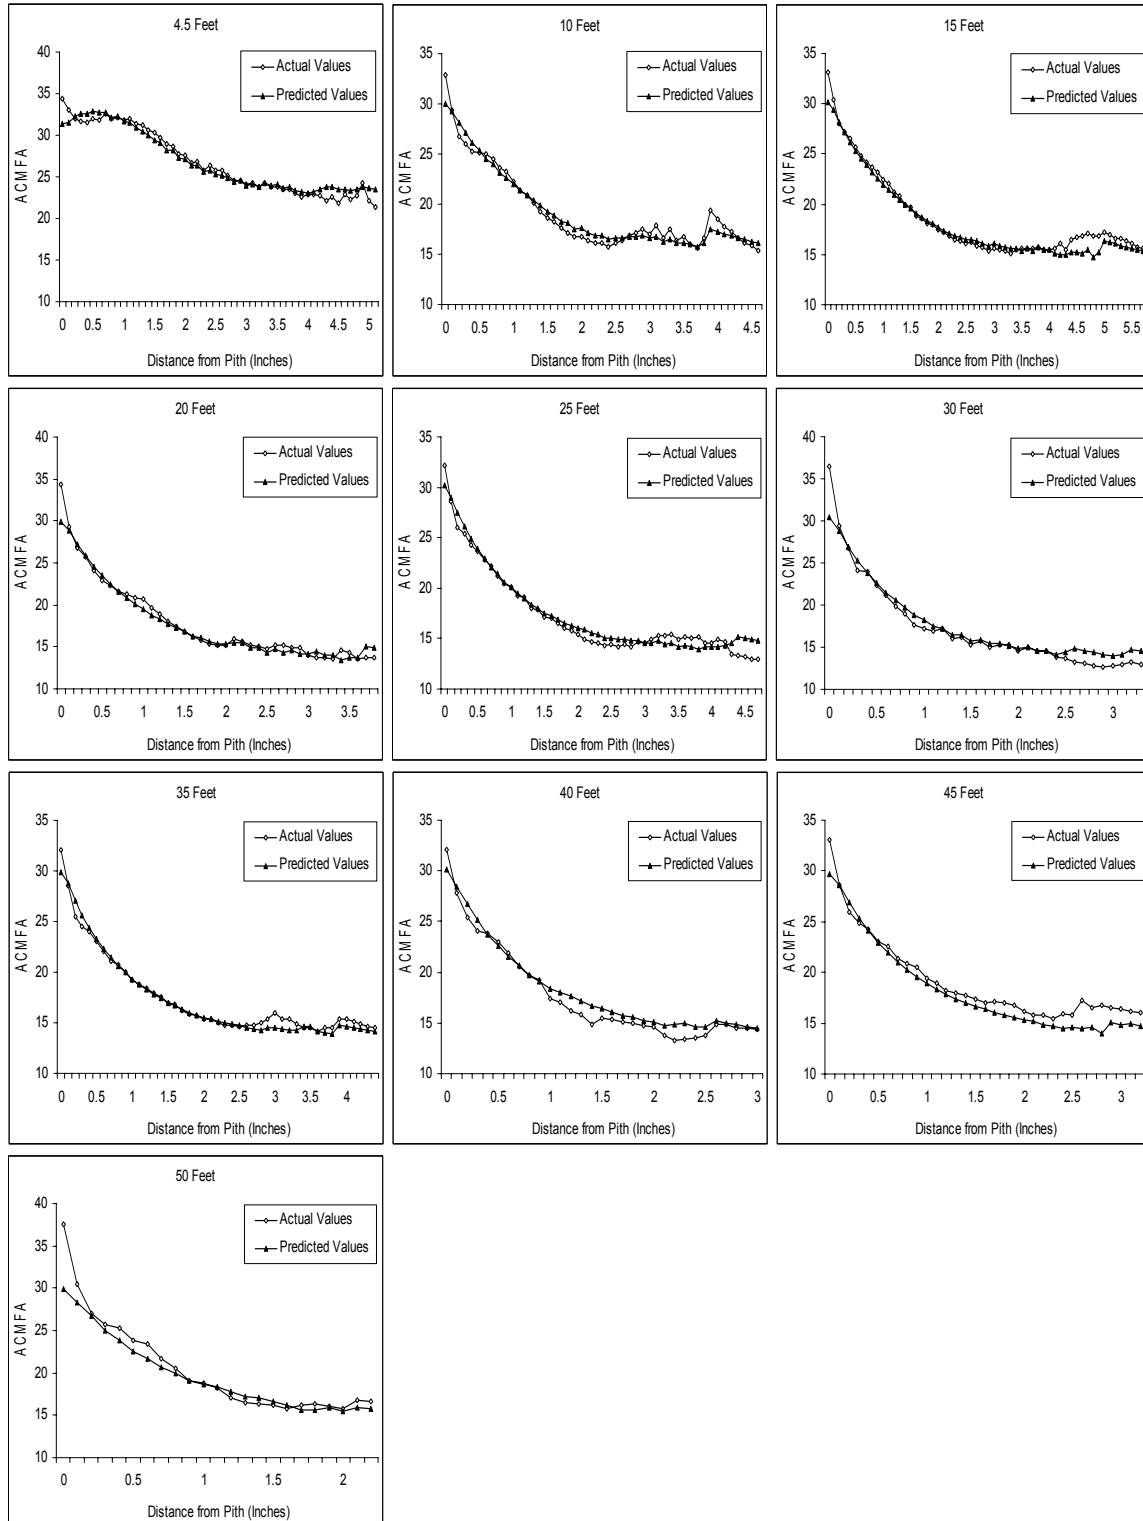 4.5 Feet
40
35
30
25
20
15
10
ACMFA
Actual Values
Predicted Values
0 0.5 1 1.5 2 2.5 3 3.5 4 4.5 5
Distance from Pith (Inches)
10 Feet
35
30
25
20
15
10
ACMFA
Actual Values
Predicted Values
0 0.5 1 1.5 2 2.5 3 3.5 4 4.5
Distance from Pith (Inches)
15 Feet
35
30
25
20
15
10
ACMFA
Actual Values
Predicted Values
0 0.5 1 1.5 2 2.5 3 3.5 4 4.5 5 5.5
Distance from Pith (Inches)
20 Feet
40
35
30
25
20
15
10
ACMFA
Actual Values
Predicted Values
0 0.5 1 1.5 2 2.5 3 3.5
Distance from Pith (Inches)
25 Feet
35
30
25
20
15
10
ACMFA
Actual Values
Predicted Values
0 0.5 1 1.5 2 2.5 3 3.5 4 4.5
Distance from Pith (Inches)
30 Feet
40
35
30
25
20
15
10
ACMFA
Actual Values
Predicted Values
0 0.5 1 1.5 2 2.5 3
Distance from Pith (Inches)
35 Feet
35
30
25
20
15
10
ACMFA
Actual Values
Predicted Values
0 0.5 1 1.5 2 2.5 3 3.5 4
Distance from Pith (Inches)
40 Feet
35
30
25
20
15
10
ACMFA
Actual Values
Predicted Values
0 0.5 1 1.5 2 2.5 3
Distance from Pith (Inches)
45 Feet
35
30
25
20
15
10
ACMFA
Actual Values
Predicted Values
0 0.5 1 1.5 2 2.5 3
Distance from Pith (Inches)
50 Feet
40
35
30
25
20
15
10
ACMFA
Actual Values
Predicted Values
0 0.5 1 1.5 2
Distance from Pith (Inches)